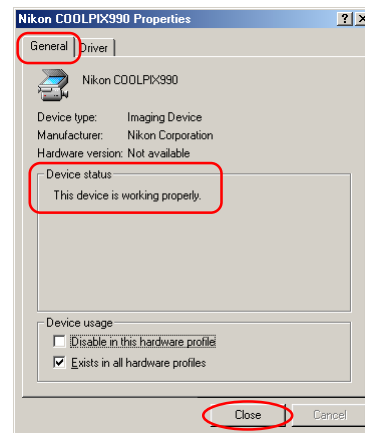 Nikon COOLPIX990 Properties
General Driver
Nikon COOLPIX990
Device type: Imaging Device
Manufacturer: Nikon Corporation
Hardware version: Not available
Device status
This device is working properly.
Device usage
Disable in this hardware profile
Exists in all hardware profiles
Close Cancel